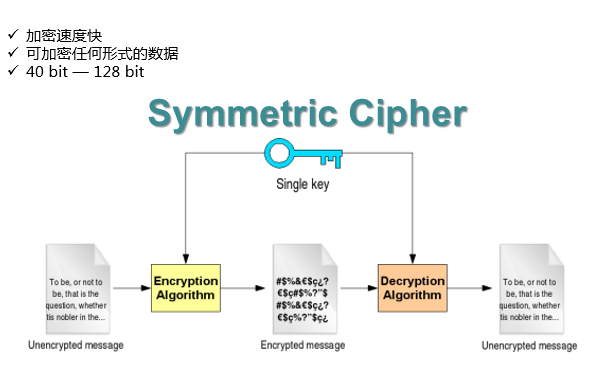 ✓ 加密速度快
✓ 可加密任何形式的数据
✓ 40 bit — 128 bit
Symmetric Cipher
Single key
To be, or not to
be, that is the
question, whether
tis nobler in the...
Unencrypted message
Encryption
Algorithm
#$%&€$ç¿?
€$ç#$%?"$
#$%&€$ç¿?
€$ç%?"$ç¿
Encrypted message
Decryption
Algorithm
To be, or not to
be, that is the
question, whether
tis nobler in the...
Unencrypted message